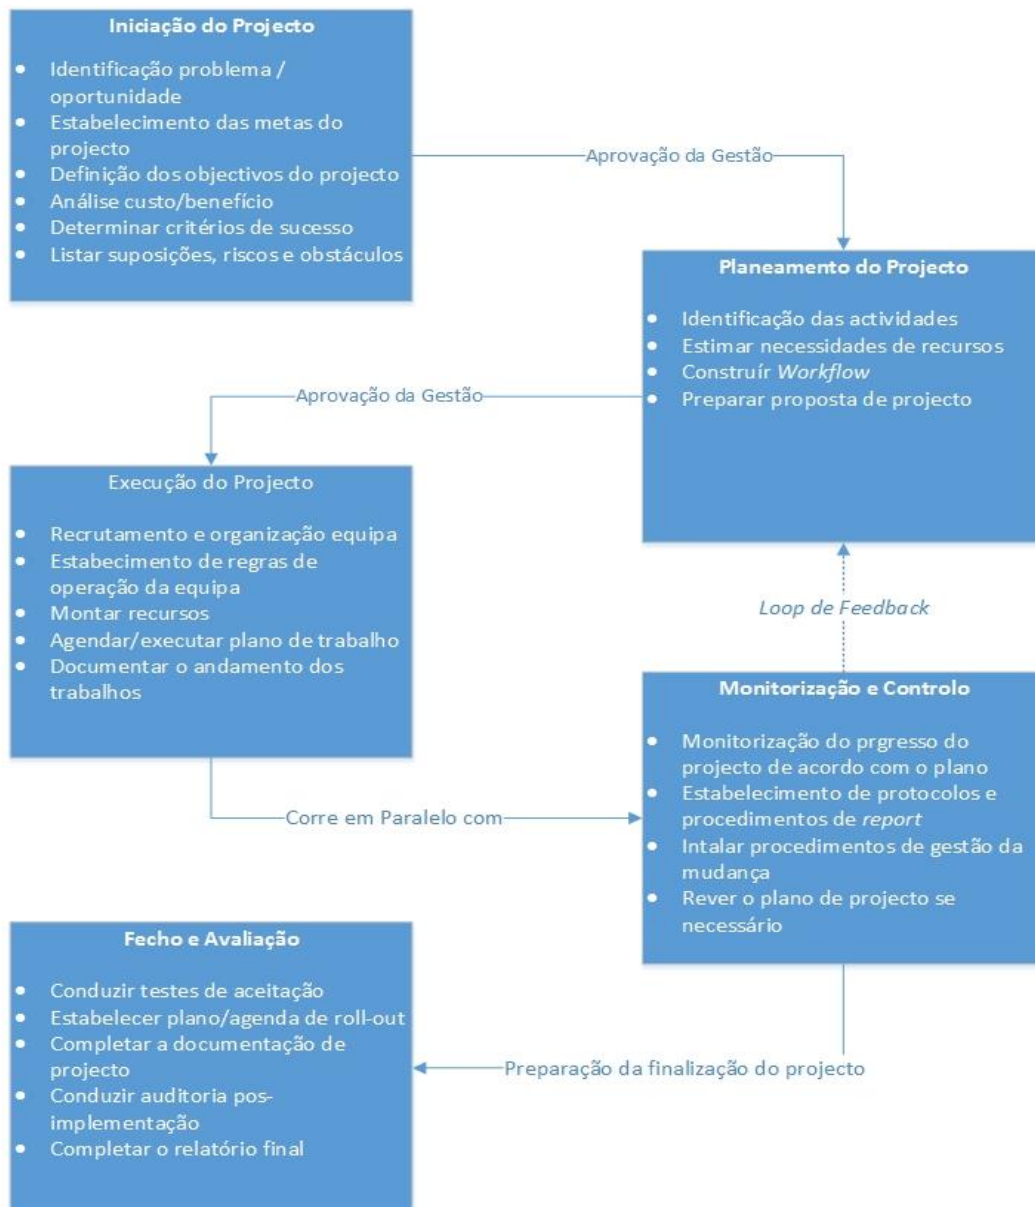 Iniciação do Projecto
• Identificação problema /
oportunidade
• Estabelecimento das metas do
projecto
• Definição dos objectivos do projecto
• Análise custo/benefício
• Determinar critérios de sucesso
• Listar suposições, riscos e obstáculos
Aprovação da Gestão
Planeamento do Projecto
• Identificação das actividades
• Estimar necessidades de recursos
• Construír Workflow
• Preparar proposta de projecto
Aprovação da Gestão
Execução do Projecto
• Recrutamento e organização equipa
• Estabecimento de regras de
operação da equipa
• Montar recursos
• Agendar/executar plano de trabalho
• Documentar o andamento dos
trabalhos
Loop de Feedback
Monitorização e Controlo
• Monitorização do prgresso do
projecto de acordo com o plano
• Estabelecimento de protocolos e
procedimentos de report
• Intalar procedimentos de gestão da
mudança
• Rever o plano de projecto se
necessário
Corre em Paralelo com
Fecho e Avaliação
• Conduzir testes de aceitação
• Estabelecer plano/agenda de roll-out
• Completar a documentação de
projecto
• Conduzir auditoria pos-
implementação
• Completar o relatório final
Preparação da finalização do projecto